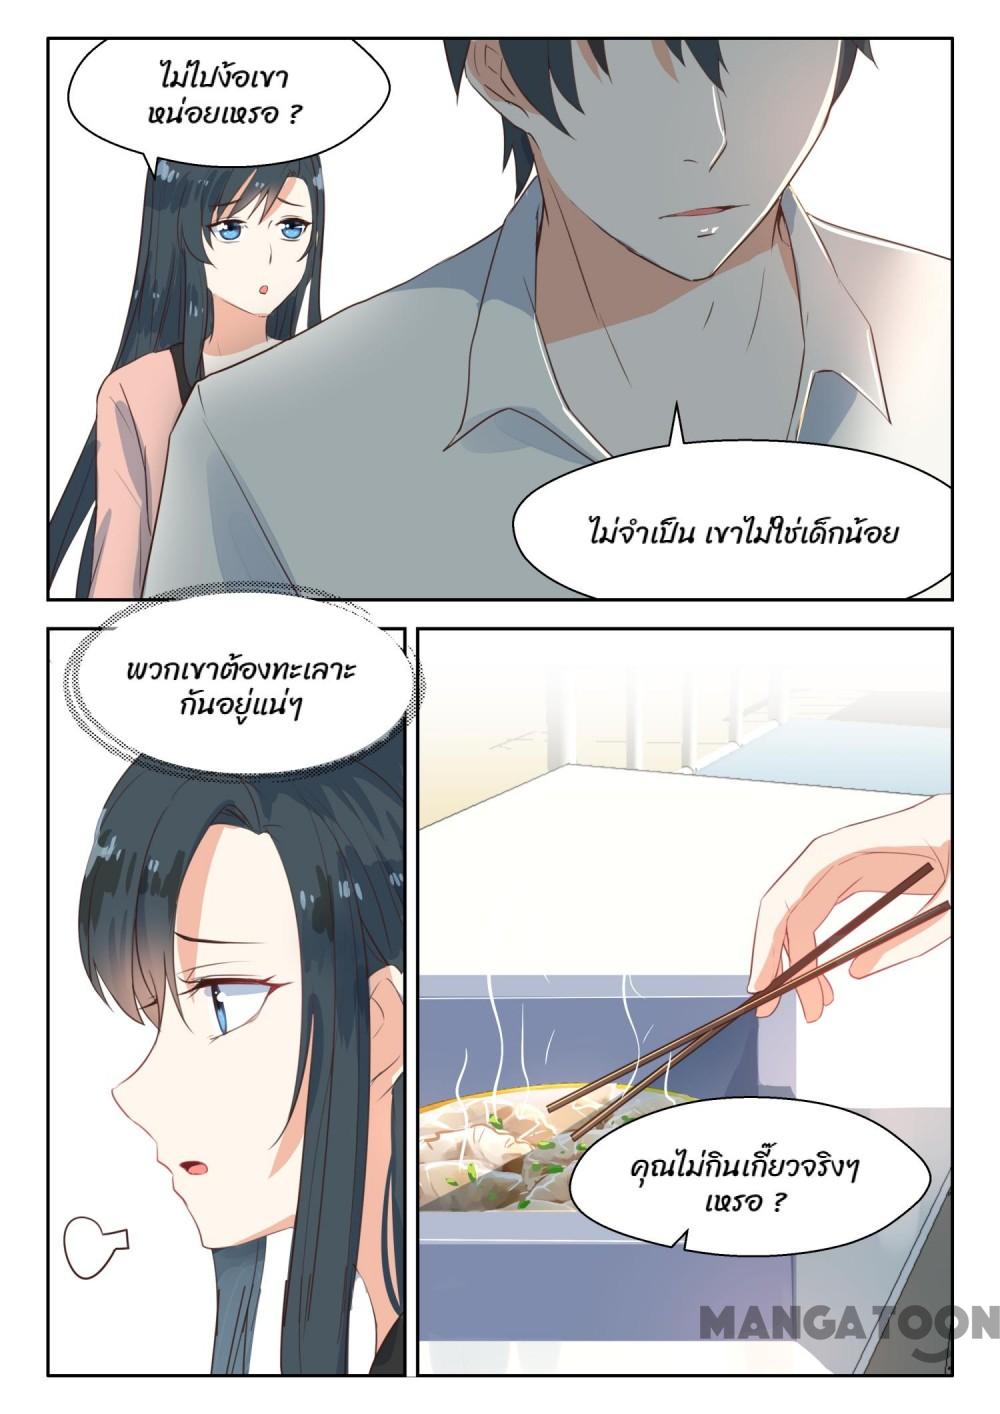 ไม่ไปง้อเขา
หน่อยเหรอ ?
ไม่จำเป็น เขาไม่ใช่เด็กน้อย
พวกเขาต้องทะเลาะ
กันอยู่แน่ๆ
คุณไม่กินเกี๊ยวจริงๆ
เหรอ ?
MANGATOON